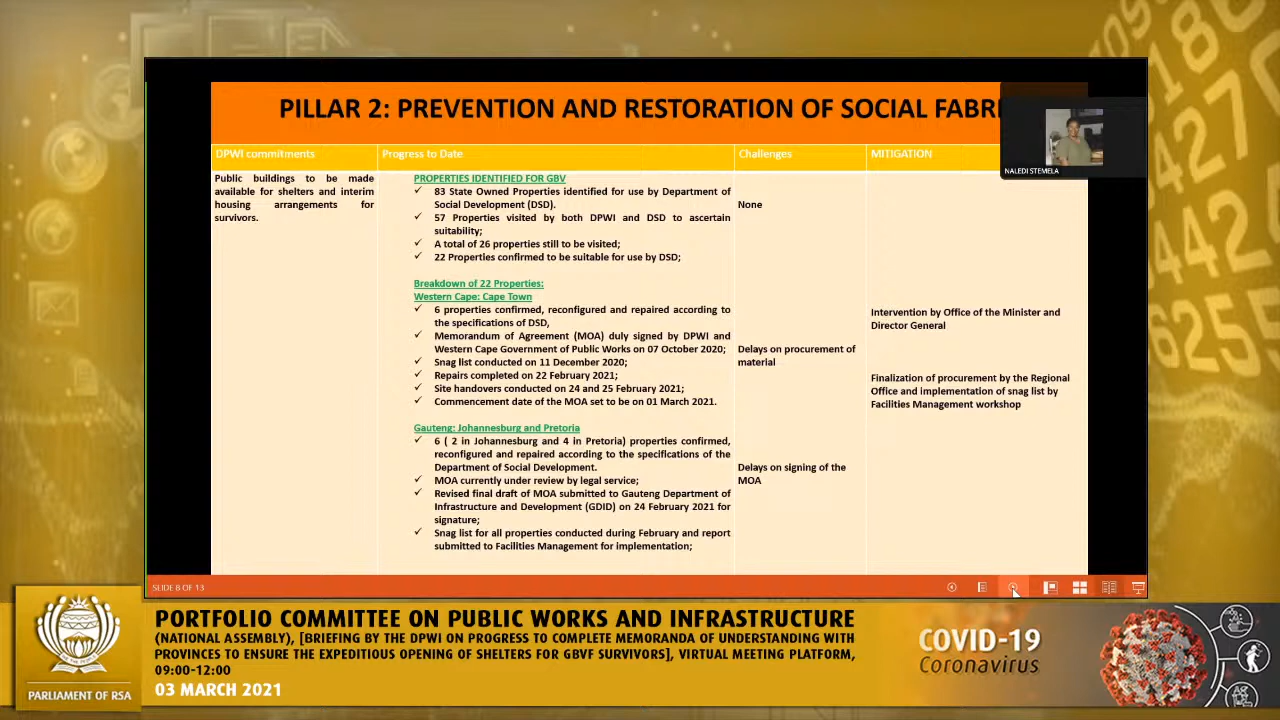 PILLAR 2: PREVENTION AND RESTORATION OF SOCIAL FABRI
NALEDI STEMELA
DPWI commitments
Progress to Date
Challenges
MITIGATION
Public buildings to be made
available for shelters and interim
housing arrangements for
survivors.
PROPERTIES IDENTIFIED FOR GBV
✓ 83 State Owned Properties identified for use by Department of
Social Development (DSD).
✓ 57 Properties visited by both DPWI and DSD to ascertain
suitability;
✓ A total of 26 properties still to be visited;
✓ 22 Properties confirmed to be suitable for use by DSD;
None
Breakdown of 22 Properties:
Western Cape: Cape Town
✓ 6 properties confirmed, reconfigured and repaired according to
the specifications of DSD,
✓ Memorandum of Agreement (MOA) duly signed by DPWI and
Western Cape Government of Public Works on 07 October 2020;
✓ Snag list conducted on 11 December 2020;
✓ Repairs completed on 22 February 2021;
✓ Site handovers conducted on 24 and 25 February 2021;
✓ Commencement date of the MOA set to be on 01 March 2021.
Delays on procurement of
material
Intervention by Office of the Minister and
Director General
Finalization of procurement by the Regional
Office and implementation of snag list by
Facilities Management workshop
Gauteng: Johannesburg and Pretoria
✓ 6 ( 2 in Johannesburg and 4 in Pretoria) properties confirmed,
reconfigured and repaired according to the specifications of the
Department of Social Development.
✓ MOA currently under review by legal service;
✓ Revised final draft of MOA submitted to Gauteng Department of
Infrastructure and Development (GDID) on 24 February 2021 for
signature;
✓ Snag list for all properties conducted during February and report
submitted to Facilities Management for implementation;
Delays on signing of the
MOA
SLIDE 8 OF 13
PARLIAMENT OF RSA
PORTFOLIO COMMITTEE ON PUBLIC WORKS AND INFRASTRUCTURE
(NATIONAL ASSEMBLY), [BRIEFING BY THE DPWI ON PROGRESS TO COMPLETE MEMORANDA OF UNDERSTANDING WITH
PROVINCES TO ENSURE THE EXPEDITIOUS OPENING OF SHELTERS FOR GBVF SURVIVORS], VIRTUAL MEETING PLATFORM,
09:00-12:00
03 MARCH 2021
COVID-19
Coronavirus